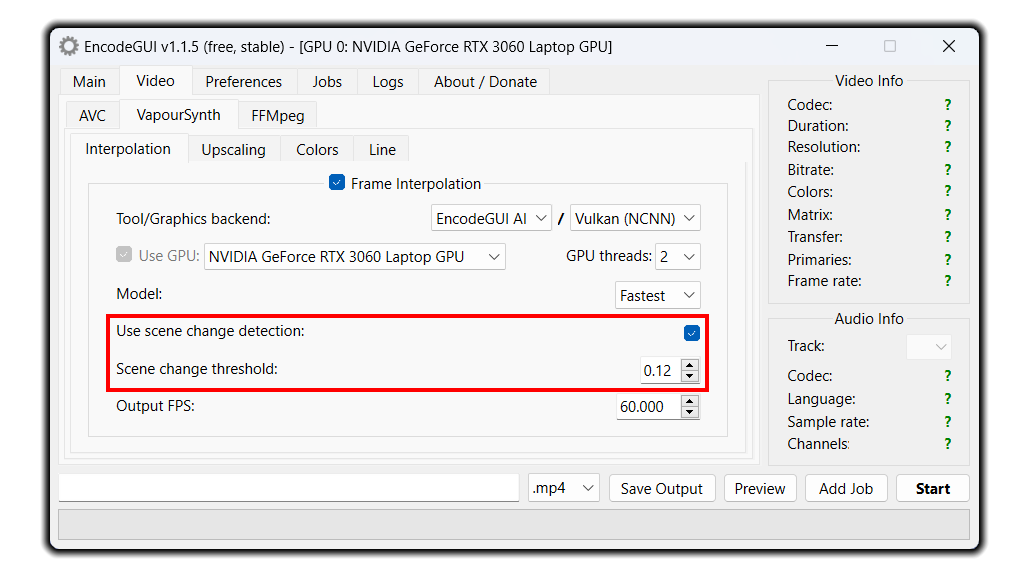 EncodeGUI v1.1.5 (free, stable) - [GPU 0: NVIDIA GeForce RTX 3060 Laptop GPU]
Main Video Preferences Jobs Logs About / Donate
AVC VapourSynth FFMpeg
Interpolation Upscaling Colors Line
Frame Interpolation
Tool/Graphics backend: EncodeGUI AI / Vulkan (NCNN)
Use GPU: NVIDIA GeForce RTX 3060 Laptop GPU GPU threads: 2
Model: Fastest
Use scene change detection:
Scene change threshold: 0.12
Output FPS: 60.000
Video Info
Codec: ?
Duration: ?
Resolution: ?
Bitrate: ?
Colors: ?
Matrix: ?
Transfer: ?
Primaries: ?
Frame rate: ?
Audio Info
Track:
Codec: ?
Language: ?
Sample rate: ?
Channels: ?
.mp4 Save Output Preview Add Job Start